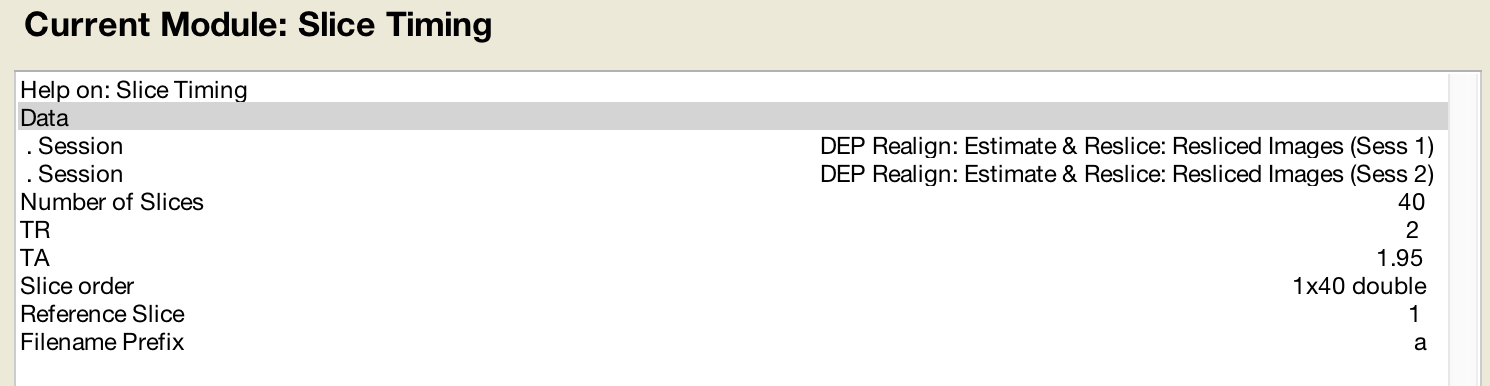 Current Module: Slice Timing
Help on: Slice Timing
Data
. Session DEP Realign: Estimate & Reslice: Resliced Images (Sess 1)
. Session DEP Realign: Estimate & Reslice: Resliced Images (Sess 2)
Number of Slices 40
TR 2
TA 1.95
Slice order 1x40 double
Reference Slice 1
Filename Prefix a